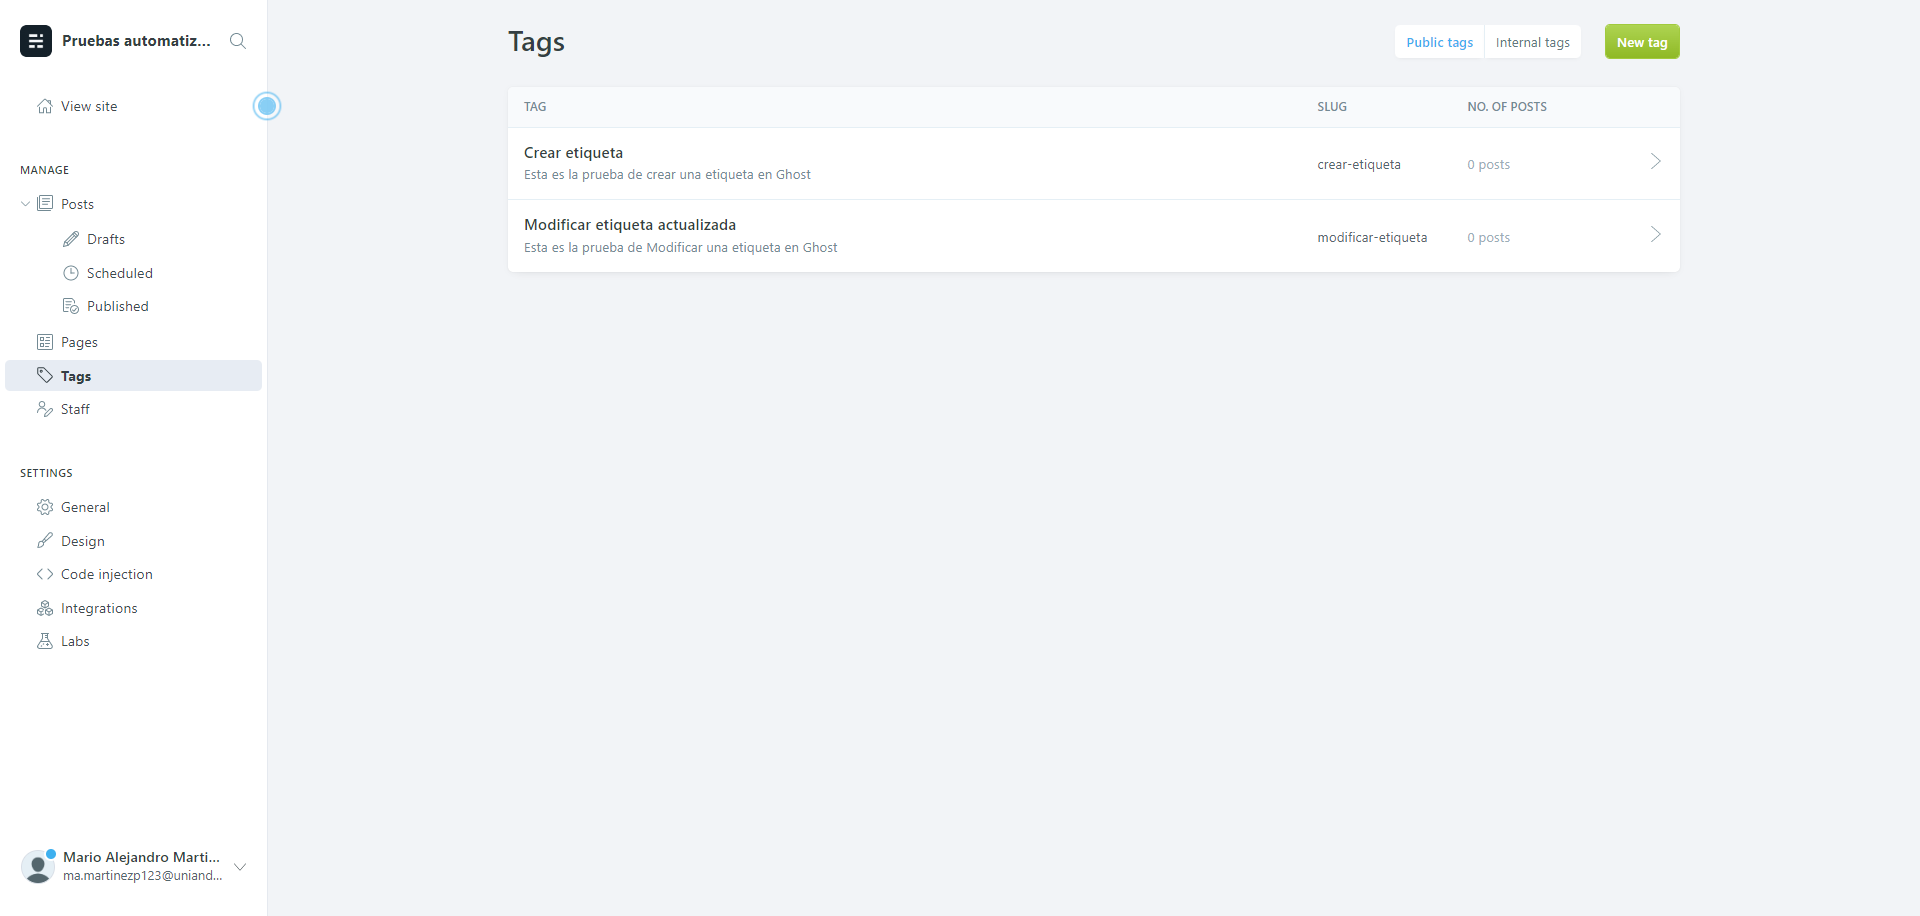 Pruebas automatiz...
View site
MANAGE
Posts
Drafts
Scheduled
Published
Pages
Tags
Staff
SETTINGS
General
Design
Code injection
Integrations
Labs
Mario Alejandro Marti...
ma.martinezp123@uniand...
Tags
Public tags
Internal tags
New tag
TAG SLUG NO. OF POSTS
Crear etiqueta
Esta es la prueba de crear una etiqueta en Ghost
crear-etiqueta
0 posts
Modificar etiqueta actualizada
Esta es la prueba de Modificar una etiqueta en Ghost
modificar-etiqueta
0 posts